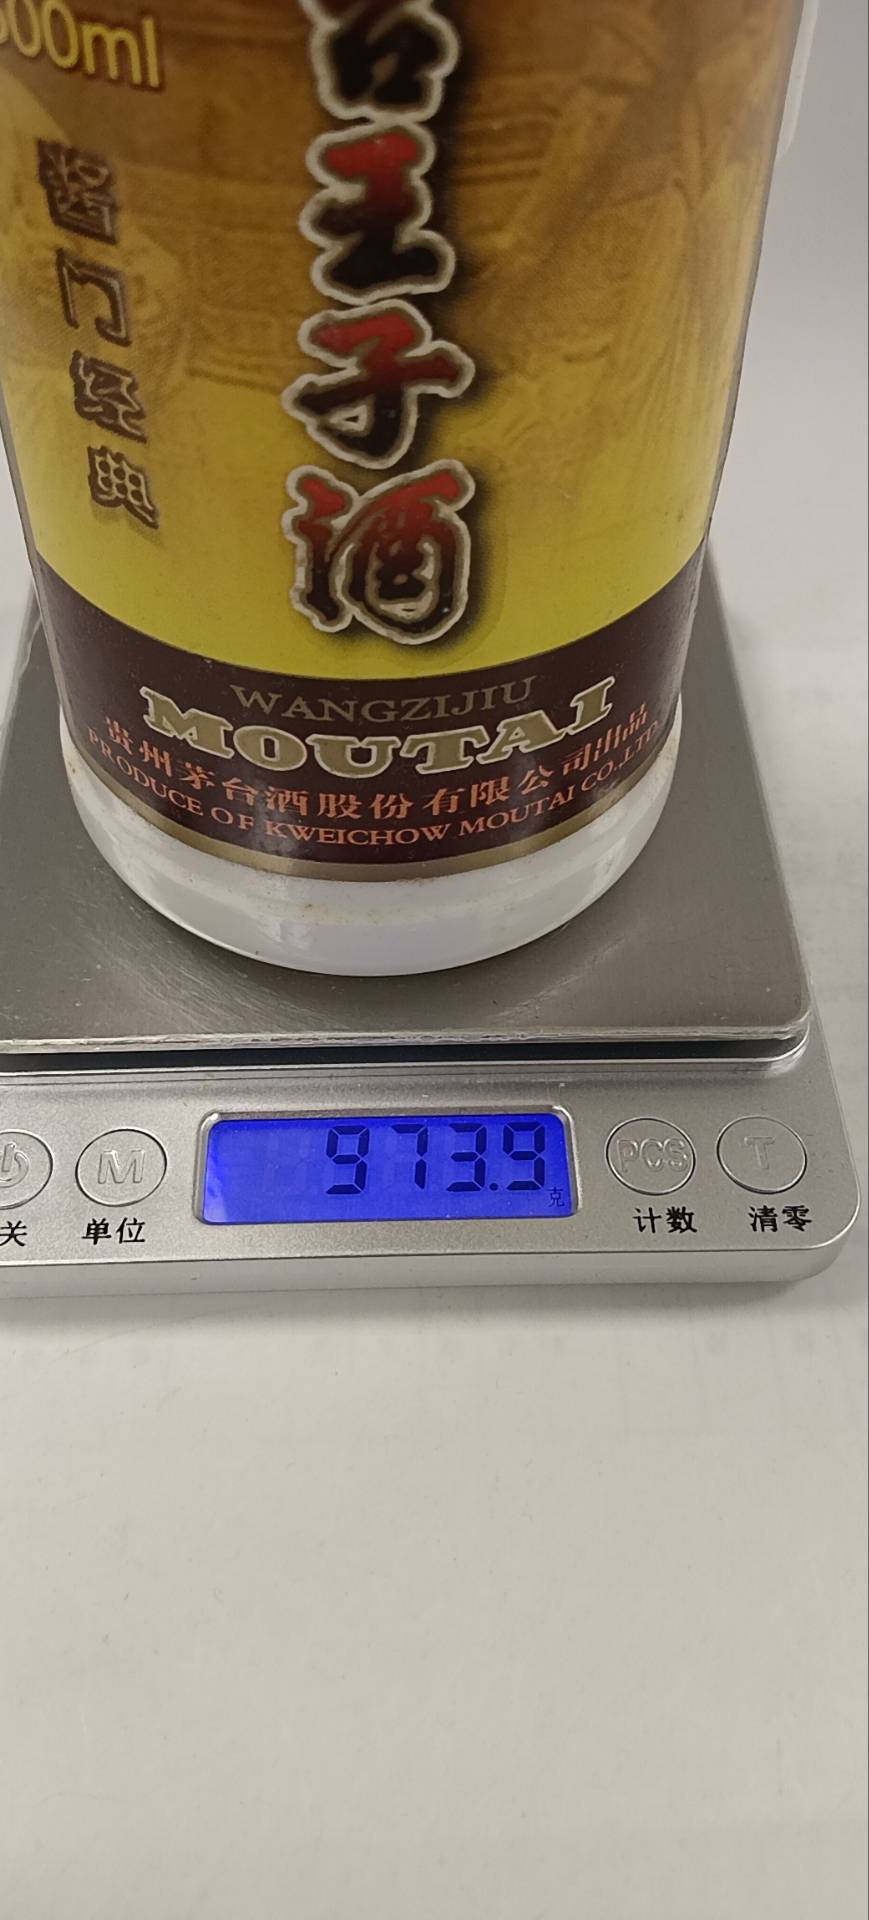 500ml
台王子酒
酱门经典
WANGZIJIU
MOUTAI
贵州茅台酒股份有限公司出品
PRODUCE OF KWEICHOW MOUTAI CO.,LTD
973.9
克
M
PCS
T
关
单位
计数
清零